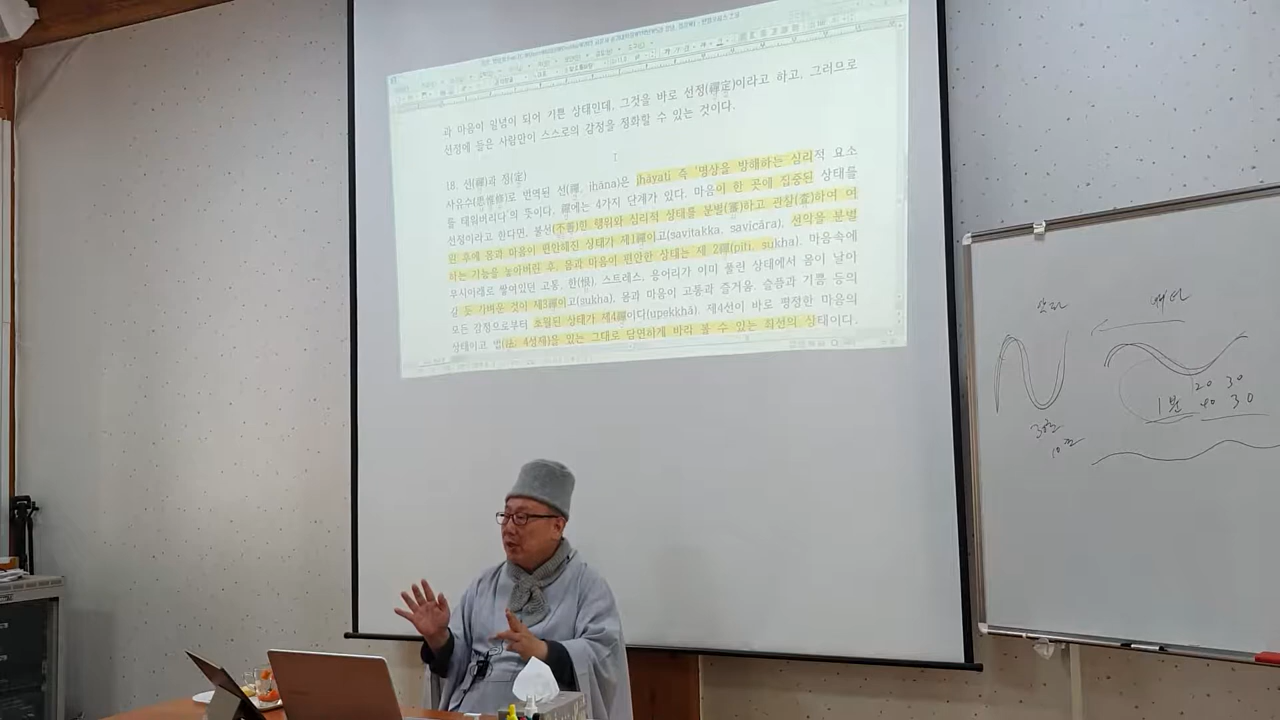 과 마음이 일념이 되어 기쁜 상태인데, 그것을 바로 선정(禪定)이라고 하고, 그러므로
선정에 들은 사람만이 스스로의 감정을 정화할 수 있는 것이다.
18. 선(禪)과 정(定)
사유수(思惟修)로 번역된 선(禪, jhāna)은 jhāyati 즉 '명상을 방해하는 심리적 요소
를 태워버리다'의 뜻이다. 禪에는 4가지 단계가 있다. 마음이 한 곳에 집중된 상태를
선정이라고 한다면, 불선(不善)한 행위와 심리적 상태를 분별(審)하고 관찰(査)하여 여
읜 후에 몸과 마음이 편안해진 상태가 제1禪이고(savitakka, savicāra), 선악을 분별
하는 기능을 놓아버린 후, 몸과 마음이 편안한 상태는 제 2禪(piti, sukha), 마음속에
무시이래로 쌓여있던 고통, 한(恨), 스트레스, 응어리가 이미 풀린 상태에서 몸이 날아
갈 듯 가벼운 것이 제3禪이고(sukha), 몸과 마음이 고통과 즐거움, 슬픔과 기쁨 등의
모든 감정으로부터 초월된 상태가 제4禪이다(upekkhā). 제4선이 바로 평정한 마음의
상태이고 법(法, 4성제)을 있는 그대로 담연하게 바라 볼 수 있는 최선의 상태이다.
20 30
1분 40 30
3초
10초